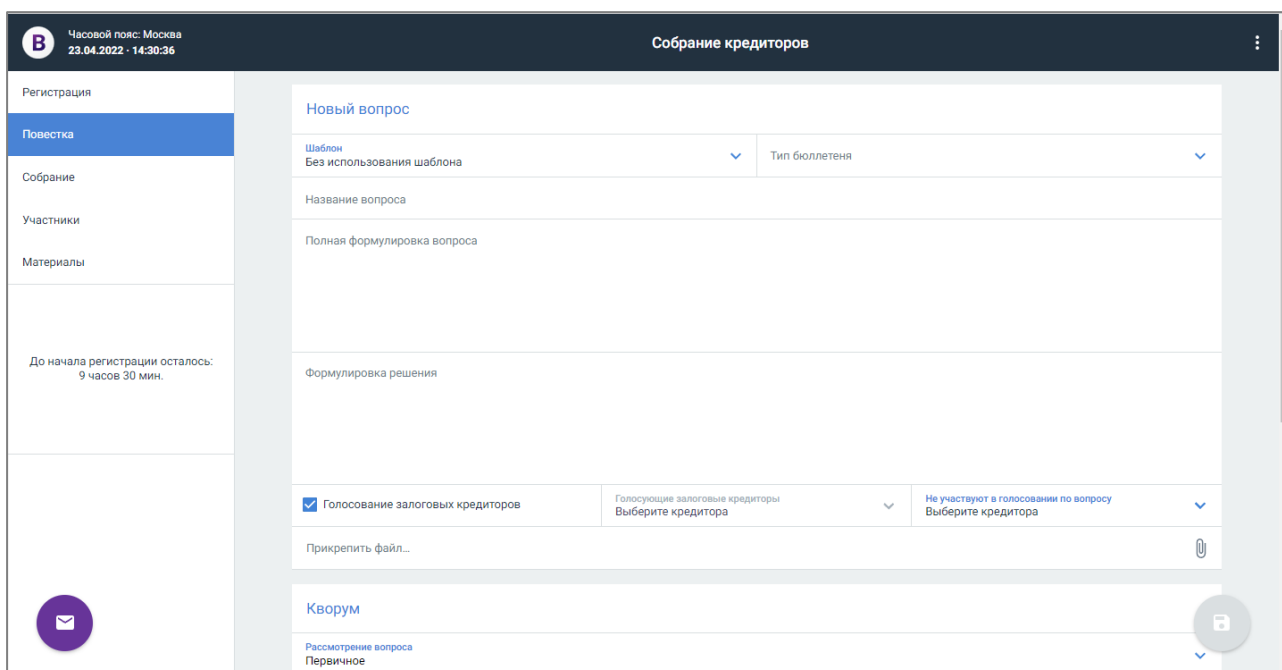 B
Часовой пояс: Москва
23.04.2022 · 14:30:36
Собрание кредиторов
Регистрация
Повестка
Собрание
Участники
Материалы
До начала регистрации осталось:
9 часов 30 мин.
Новый вопрос
Шаблон
Без использования шаблона
Тип бюллетеня
Название вопроса
Полная формулировка вопроса
Формулировка решения
Голосование залоговых кредиторов
Голосующие залоговые кредиторы
Выберите кредитора
Не участвуют в голосовании по вопросу
Выберите кредитора
Прикрепить файл...
Кворум
Рассмотрение вопроса
Первичное